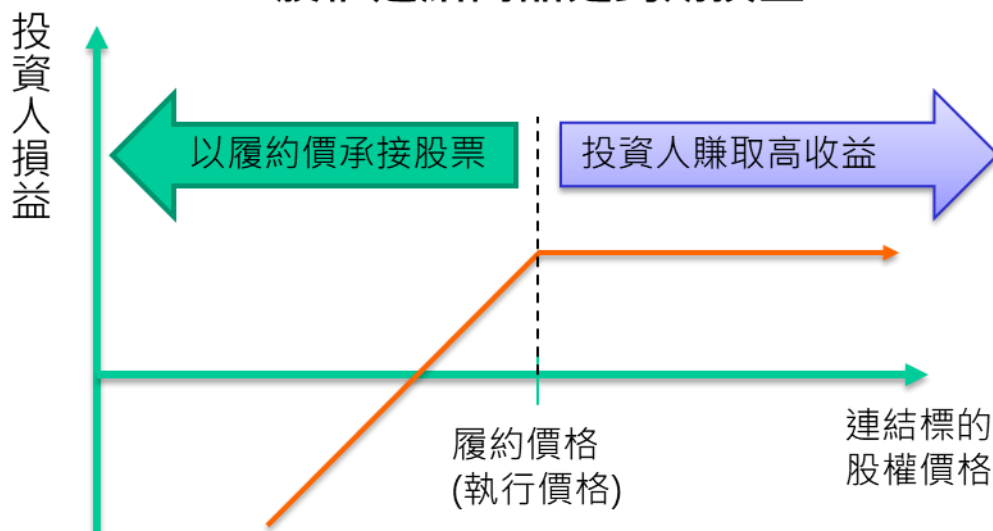 投資人損益
以履約價承接股票
投資人賺取高收益
履約價格
(執行價格)
連結標的
股權價格